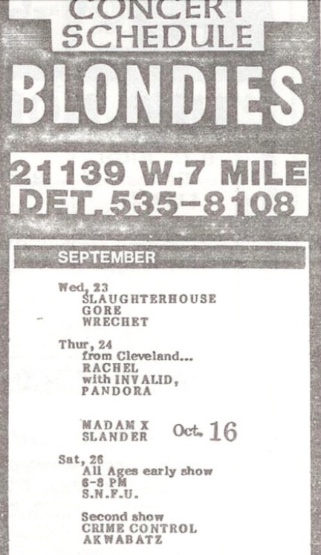 CONCERT
SCHEDULE
BLONDIES
21139 W.7 MILE
DET. 535-8108
SEPTEMBER
Wed, 23
SLAUGHTERHOUSE
GORE
WRECHET
Thur, 24
from Cleveland...
RACHEL
with INVALID,
PANDORA
MADAM X
SLANDER Oct. 16
Sat, 26
All Ages early show
6-8 PM
S.N.F.U.
Second show
CRIME CONTROL
AKWABATZ